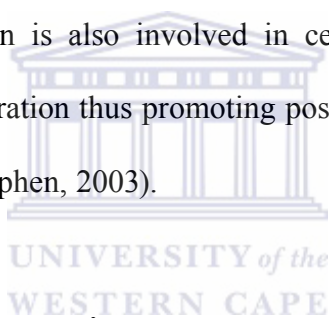 n is also involved in ce
ration thus promoting pos
phen, 2003).
UNIVERSITY of the
WESTERN CAPE